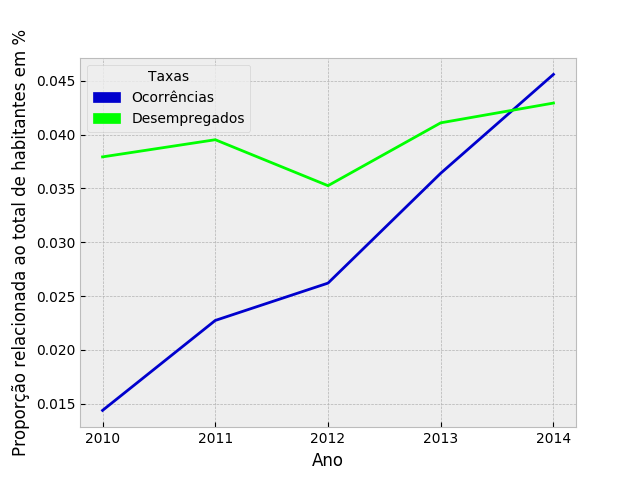 Proporção relacionada ao total de habitantes em %
0.045
0.040
0.035
0.030
0.025
0.020
0.015
Taxas
Ocorrências
Desempregados
2010 2011 2012 2013 2014
Ano